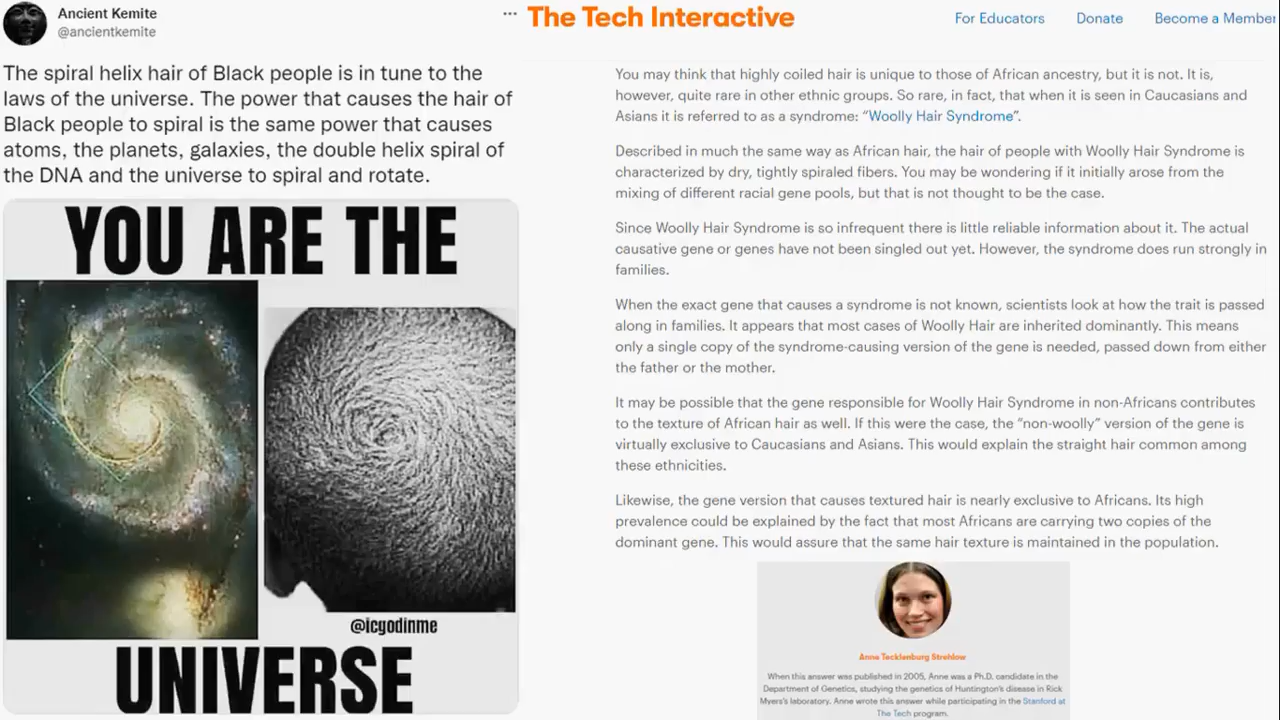 Ancient Kemite
@ancientkemite
The spiral helix hair of Black people is in tune to the
laws of the universe. The power that causes the hair of
Black people to spiral is the same power that causes
atoms, the planets, galaxies, the double helix spiral of
the DNA and the universe to spiral and rotate.
YOU ARE THE
@icgodinme
UNIVERSE
The Tech Interactive
For Educators
Donate
Become a Member
You may think that highly coiled hair is unique to those of African ancestry, but it is not. It is,
however, quite rare in other ethnic groups. So rare, in fact, that when it is seen in Caucasians and
Asians it is referred to as a syndrome: “Woolly Hair Syndrome”.
Described in much the same way as African hair, the hair of people with Woolly Hair Syndrome is
characterized by dry, tightly spiraled fibers. You may be wondering if it initially arose from the
mixing of different racial gene pools, but that is not thought to be the case.
Since Woolly Hair Syndrome is so infrequent there is little reliable information about it. The actual
causative gene or genes have not been singled out yet. However, the syndrome does run strongly in
families.
When the exact gene that causes a syndrome is not known, scientists look at how the trait is passed
along in families. It appears that most cases of Woolly Hair are inherited dominantly. This means
only a single copy of the syndrome-causing version of the gene is needed, passed down from either
the father or the mother.
It may be possible that the gene responsible for Woolly Hair Syndrome in non-Africans contributes
to the texture of African hair as well. If this were the case, the “non-woolly” version of the gene is
virtually exclusive to Caucasians and Asians. This would explain the straight hair common among
these ethnicities.
Likewise, the gene version that causes textured hair is nearly exclusive to Africans. Its high
prevalence could be explained by the fact that most Africans are carrying two copies of the
dominant gene. This would assure that the same hair texture is maintained in the population.
Anne Tecklenburg Strehlow
When this answer was published in 2005, Anne was a Ph.D. candidate in the
Department of Genetics, studying the genetics of Huntington's disease in Rick
Myers's laboratory. Anne wrote this answer while participating in the Stanford at
The Tech program.